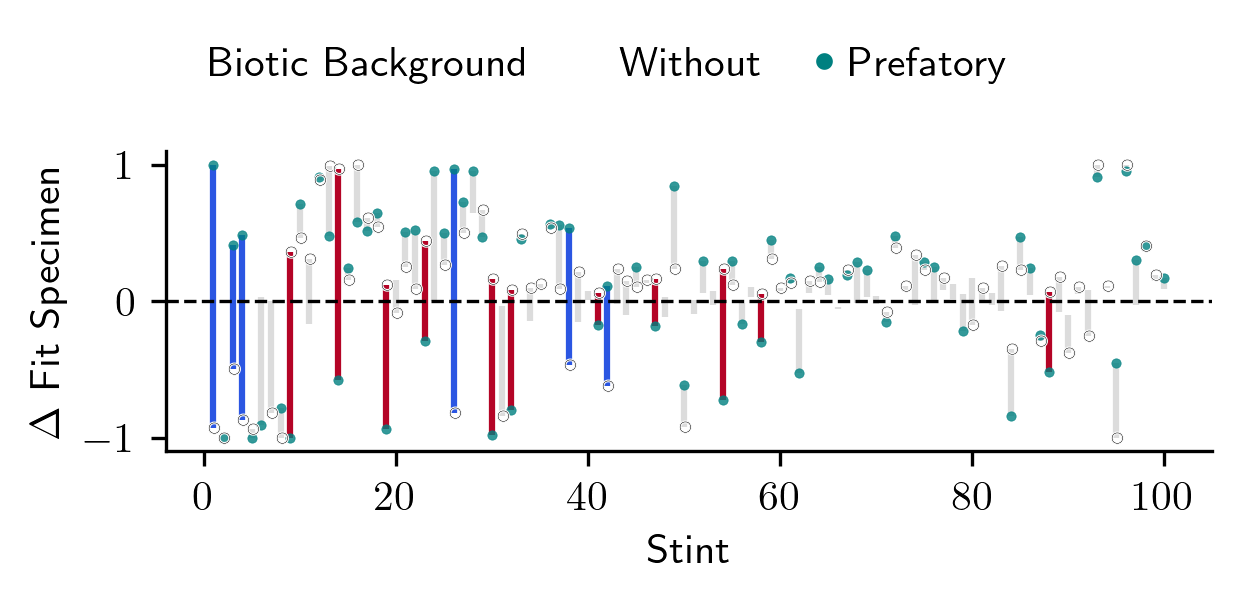 Biotic Background Without Prefatory
1
0
−1
Δ Fit Specimen
0 20 40 60 80 100
Stint